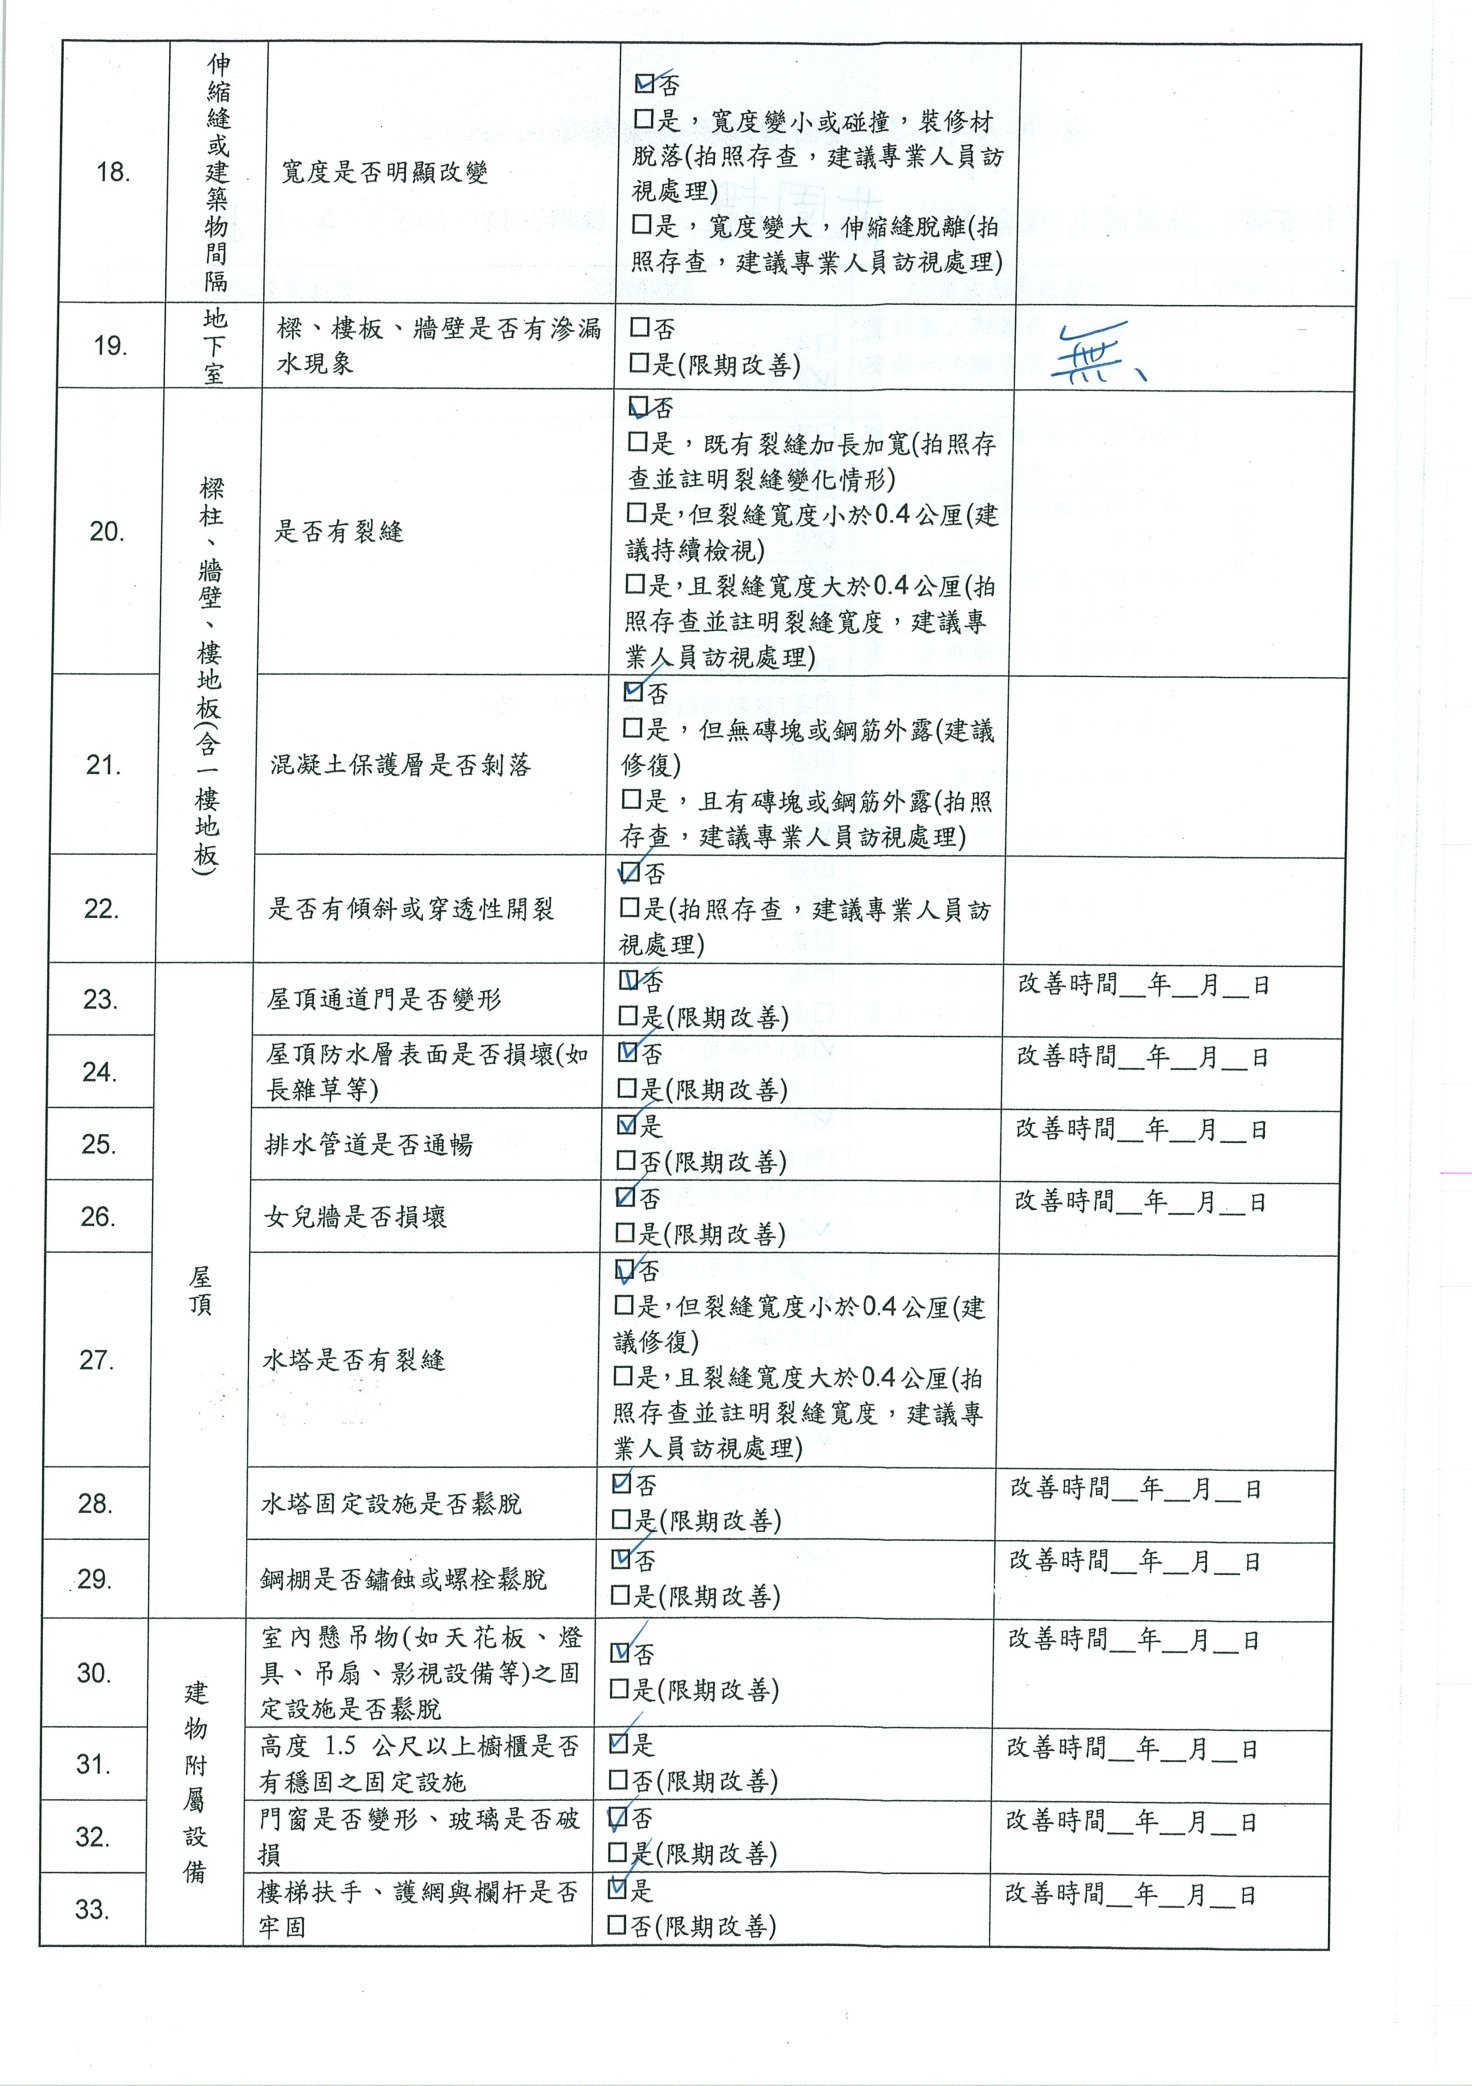 18.
伸縮縫或建築物間隔
寬度是否明顯改變
☑否
□是，寬度變小或碰撞，裝修材
脫落(拍照存查，建議專業人員訪
視處理)
□是，寬度變大，伸縮縫脫離(拍
照存查，建議專業人員訪視處理)
19.
地下室
樑、樓板、牆壁是否有滲漏
水現象
□否
□是(限期改善)
無、
樑柱、牆壁、樓地板(含一樓地板)
20.
是否有裂縫
☑否
□是，既有裂縫加長加寬(拍照存
查並註明裂縫變化情形)
□是，但裂縫寬度小於0.4公厘(建
議持續檢視)
□是，且裂縫寬度大於0.4公厘(拍
照存查並註明裂縫寬度，建議專
業人員訪視處理)
21.
混凝土保護層是否剝落
☑否
□是，但無磚塊或鋼筋外露(建議
修復)
□是，且有磚塊或鋼筋外露(拍照
存查，建議專業人員訪視處理)
22.
是否有傾斜或穿透性開裂
☑否
□是(拍照存查，建議專業人員訪
視處理)
屋頂
23.
屋頂通道門是否變形
☑否
□是(限期改善)
改善時間__年__月__日
24.
屋頂防水層表面是否損壞(如
長雜草等)
☑否
□是(限期改善)
改善時間__年__月__日
25.
排水管道是否通暢
☑是
□否(限期改善)
改善時間__年__月__日
26.
女兒牆是否損壞
☑否
□是(限期改善)
改善時間__年__月__日
27.
水塔是否有裂縫
☑否
□是，但裂縫寬度小於0.4公厘(建
議修復)
□是，且裂縫寬度大於0.4公厘(拍
照存查並註明裂縫寬度，建議專
業人員訪視處理)
28.
水塔固定設施是否鬆脫
☑否
□是(限期改善)
改善時間__年__月__日
29.
鋼棚是否鏽蝕或螺栓鬆脫
☑否
□是(限期改善)
改善時間__年__月__日
建物附屬設備
30.
室內懸吊物(如天花板、燈
具、吊扇、影視設備等)之固
定設施是否鬆脫
☑否
□是(限期改善)
改善時間__年__月__日
31.
高度 1.5 公尺以上櫥櫃是否
有穩固之固定設施
☑是
□否(限期改善)
改善時間__年__月__日
32.
門窗是否變形、玻璃是否破
損
☑否
□是(限期改善)
改善時間__年__月__日
33.
樓梯扶手、護網與欄杆是否
牢固
☑是
□否(限期改善)
改善時間__年__月__日